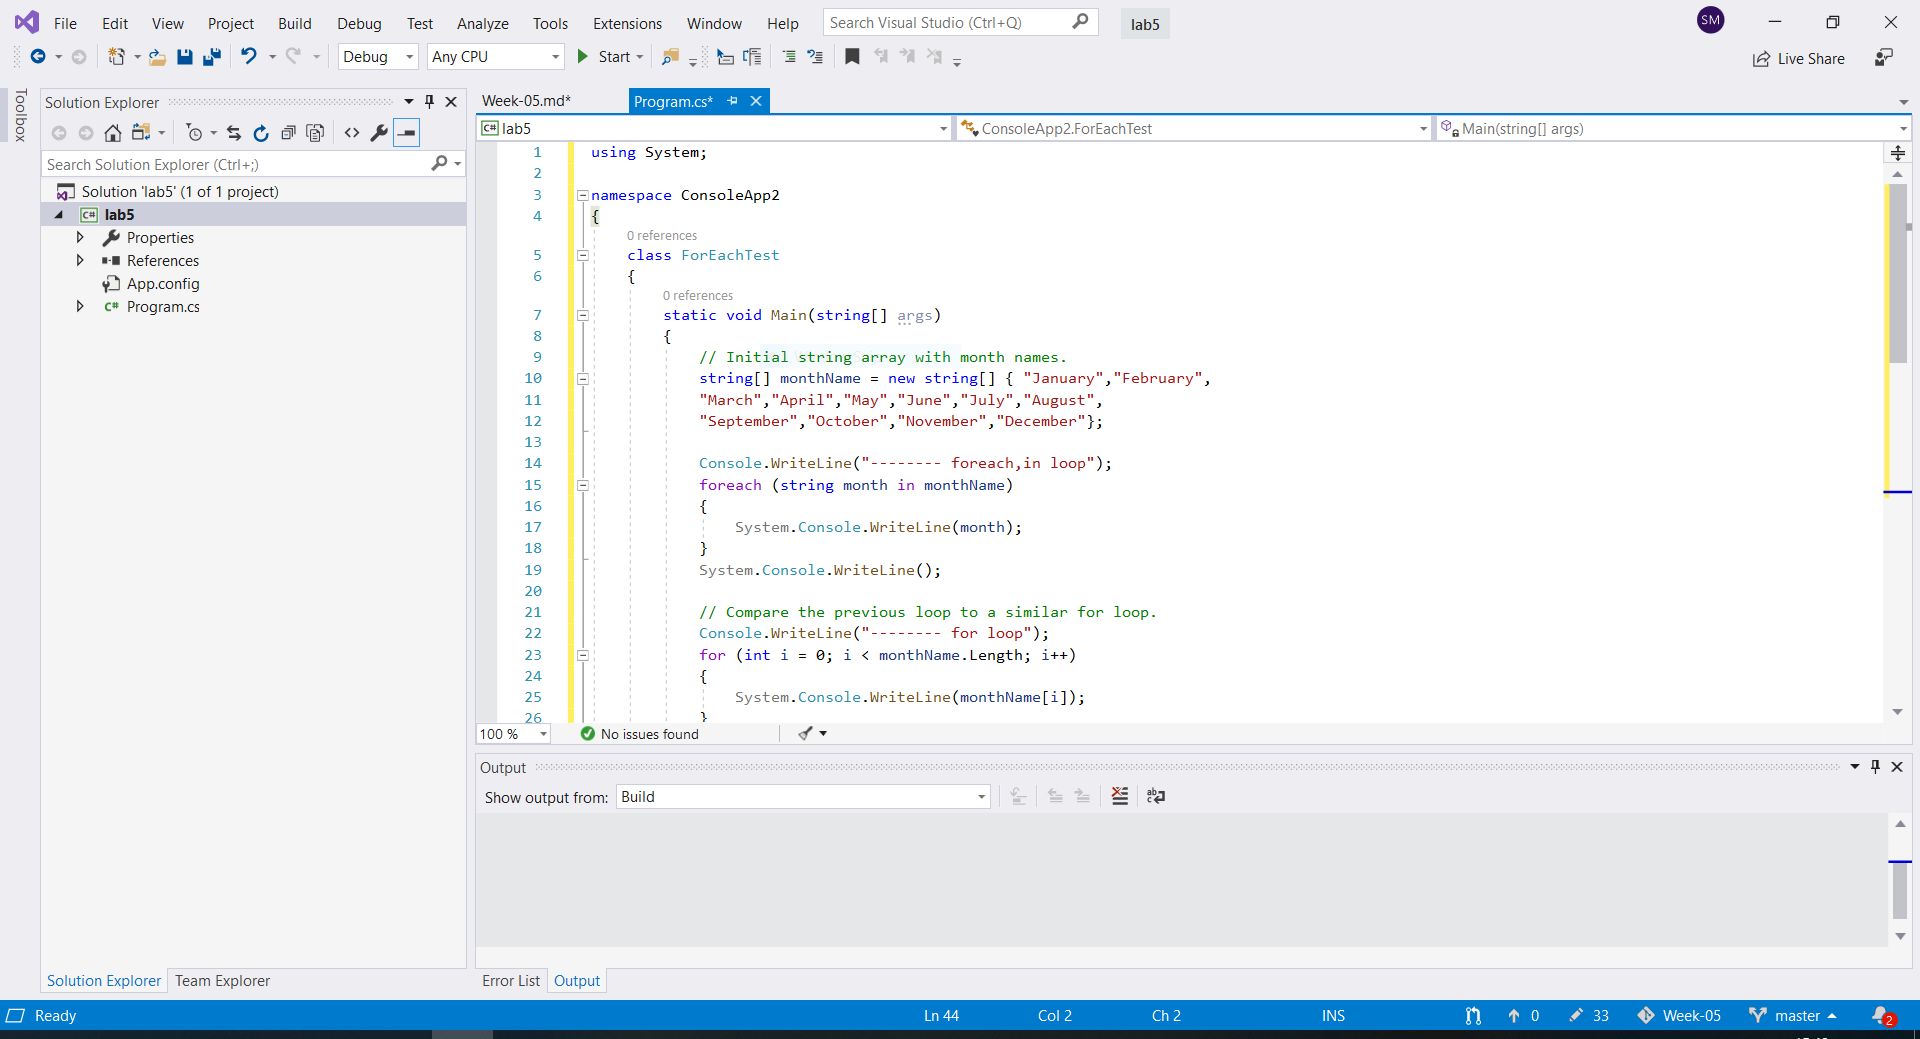 File Edit View Project Build Debug Test Analyze Tools Extensions Window Help Search Visual Studio (Ctrl+Q) lab5 SM
Debug Any CPU Start Live Share
Toolbox
Solution Explorer
Search Solution Explorer (Ctrl+;)
Solution 'lab5' (1 of 1 project)
C# lab5
Properties
References
App.config
C# Program.cs
Solution Explorer Team Explorer
Week-05.md* Program.cs*
C# lab5 ConsoleApp2.ForEachTest Main(string[] args)
1 using System;
2
3 namespace ConsoleApp2
4 {
0 references
5 class ForEachTest
6 {
0 references
7 static void Main(string[] args)
8 {
9 // Initial string array with month names.
10 string[] monthName = new string[] { "January","February",
11 "March","April","May","June","July","August",
12 "September","October","November","December"};
13
14 Console.WriteLine("-------- foreach,in loop");
15 foreach (string month in monthName)
16 {
17 System.Console.WriteLine(month);
18 }
19 System.Console.WriteLine();
20
21 // Compare the previous loop to a similar for loop.
22 Console.WriteLine("-------- for loop");
23 for (int i = 0; i < monthName.Length; i++)
24 {
25 System.Console.WriteLine(monthName[i]);
26 }
100 % No issues found
Output
Show output from: Build
Error List Output
Ready Ln 44 Col 2 Ch 2 INS 0 33 Week-05 master 2